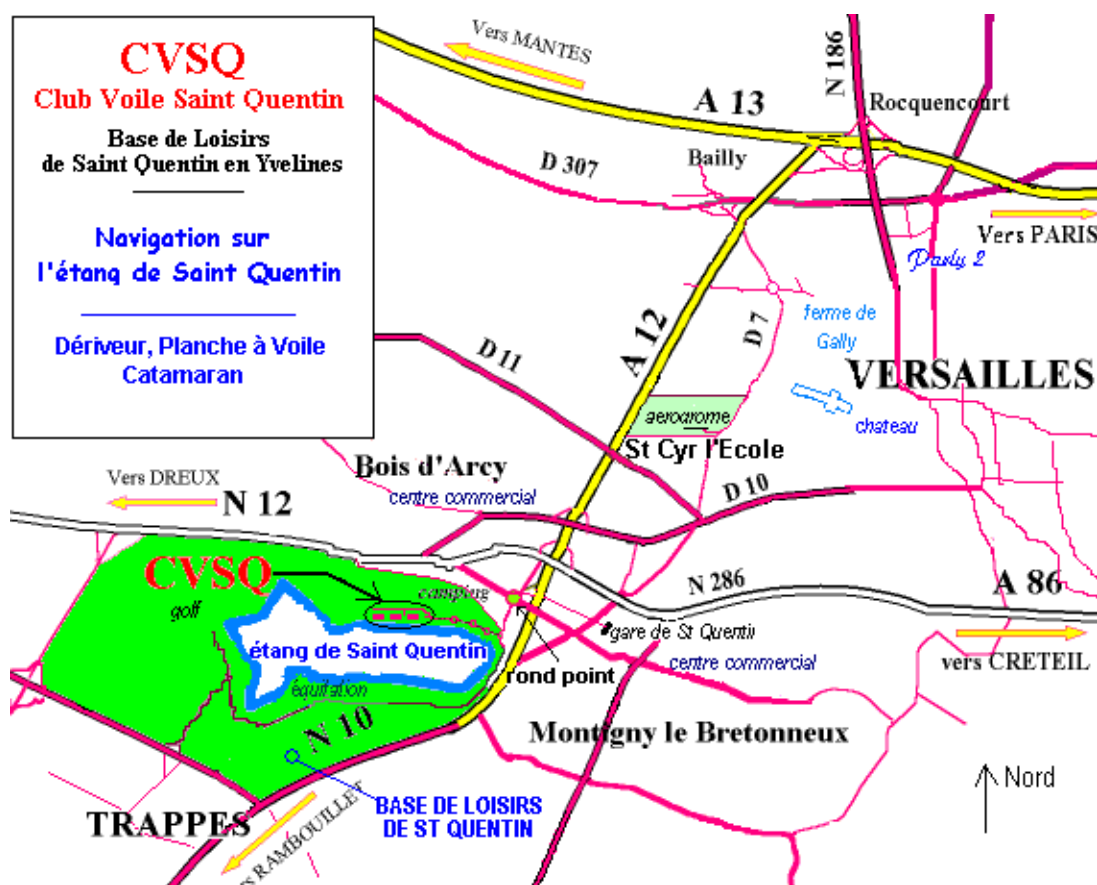 CVSQ
Club Voile Saint Quentin
Base de Loisirs
de Saint Quentin en Yvelines
Navigation sur
l'étang de Saint Quentin
Dériveur, Planche à Voile
Catamaran
Vers MANTES
A 13
N 186
Rocquencourt
Bailly
D 307
Vers PARIS
Parly 2
A 12
D 7
ferme de
Gally
VERSAILLES
chateau
D 11
aerodrome
St Cyr l'Ecole
Bois d'Arcy
centre commercial
D 10
Vers DREUX
N 12
CVSQ
camping
golf
N 286
A 86
gare de St Quentin
étang de Saint Quentin
rond point
centre commercial
vers CRETEIL
équitation
N 10
Montigny le Bretonneux
Nord
BASE DE LOISIRS
DE ST QUENTIN
TRAPPES
RS RAMBOUILLET